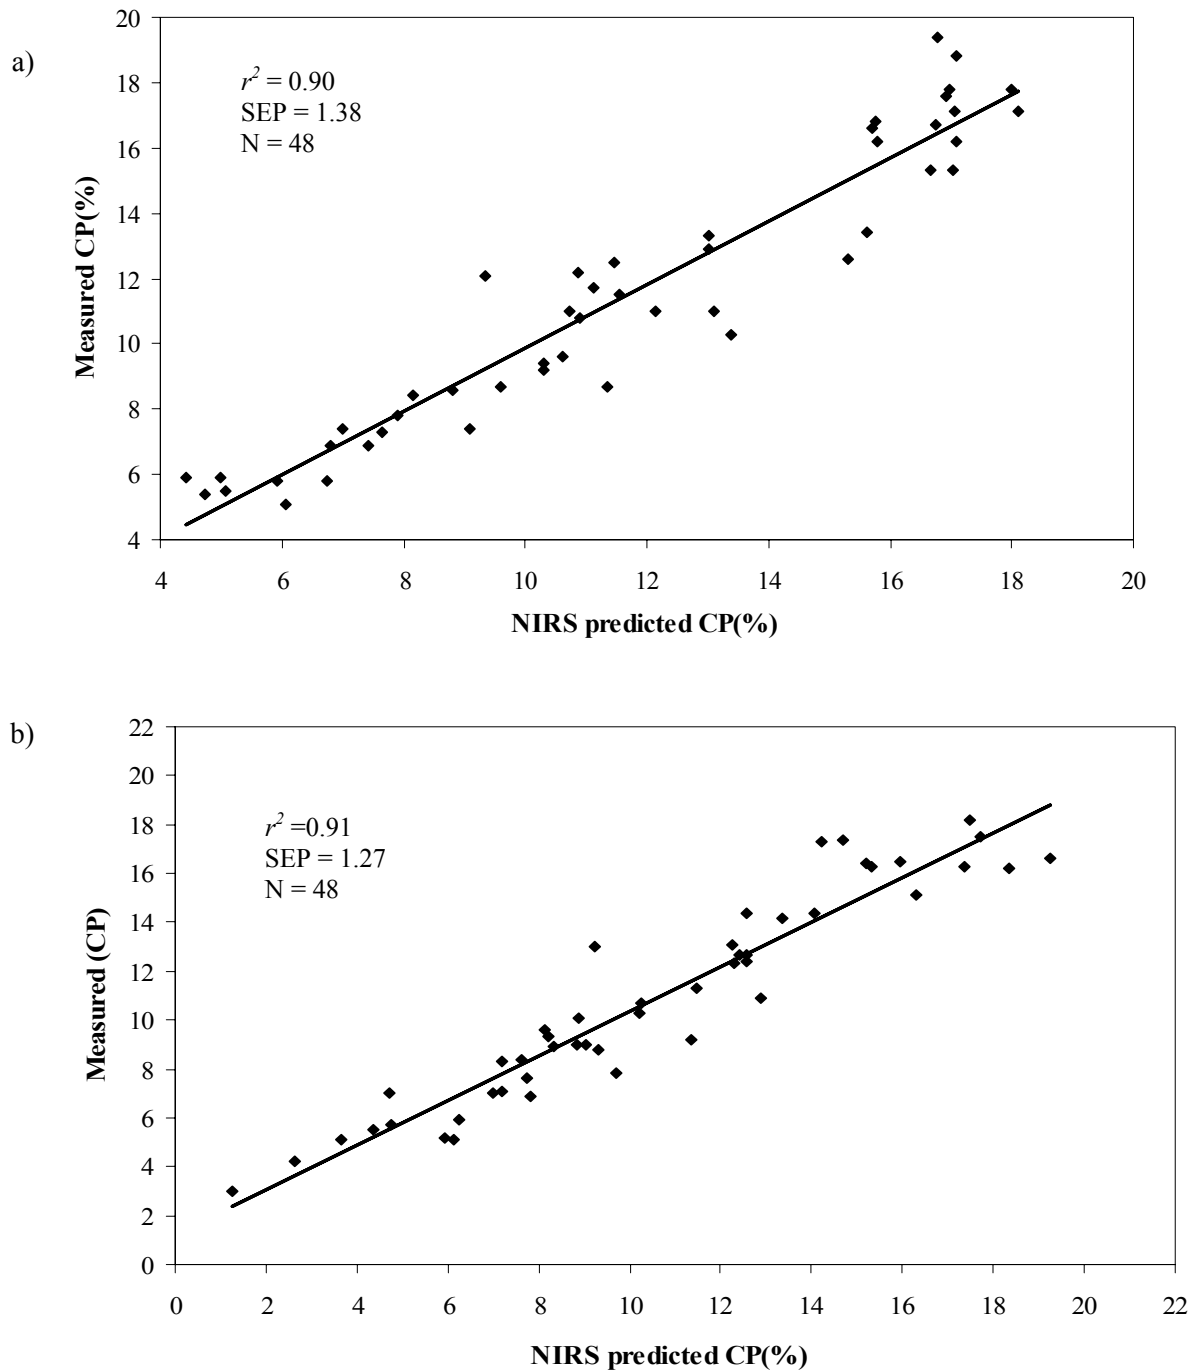 a)
20
18
16
14
12
10
8
6
4
Measured CP(%)
r² = 0.90
SEP = 1.38
N = 48
4 6 8 10 12 14 16 18 20
NIRS predicted CP(%)
b)
22
20
18
16
14
12
10
8
6
4
2
0
Measured (CP)
r² =0.91
SEP = 1.27
N = 48
0 2 4 6 8 10 12 14 16 18 20 22
NIRS predicted CP(%)